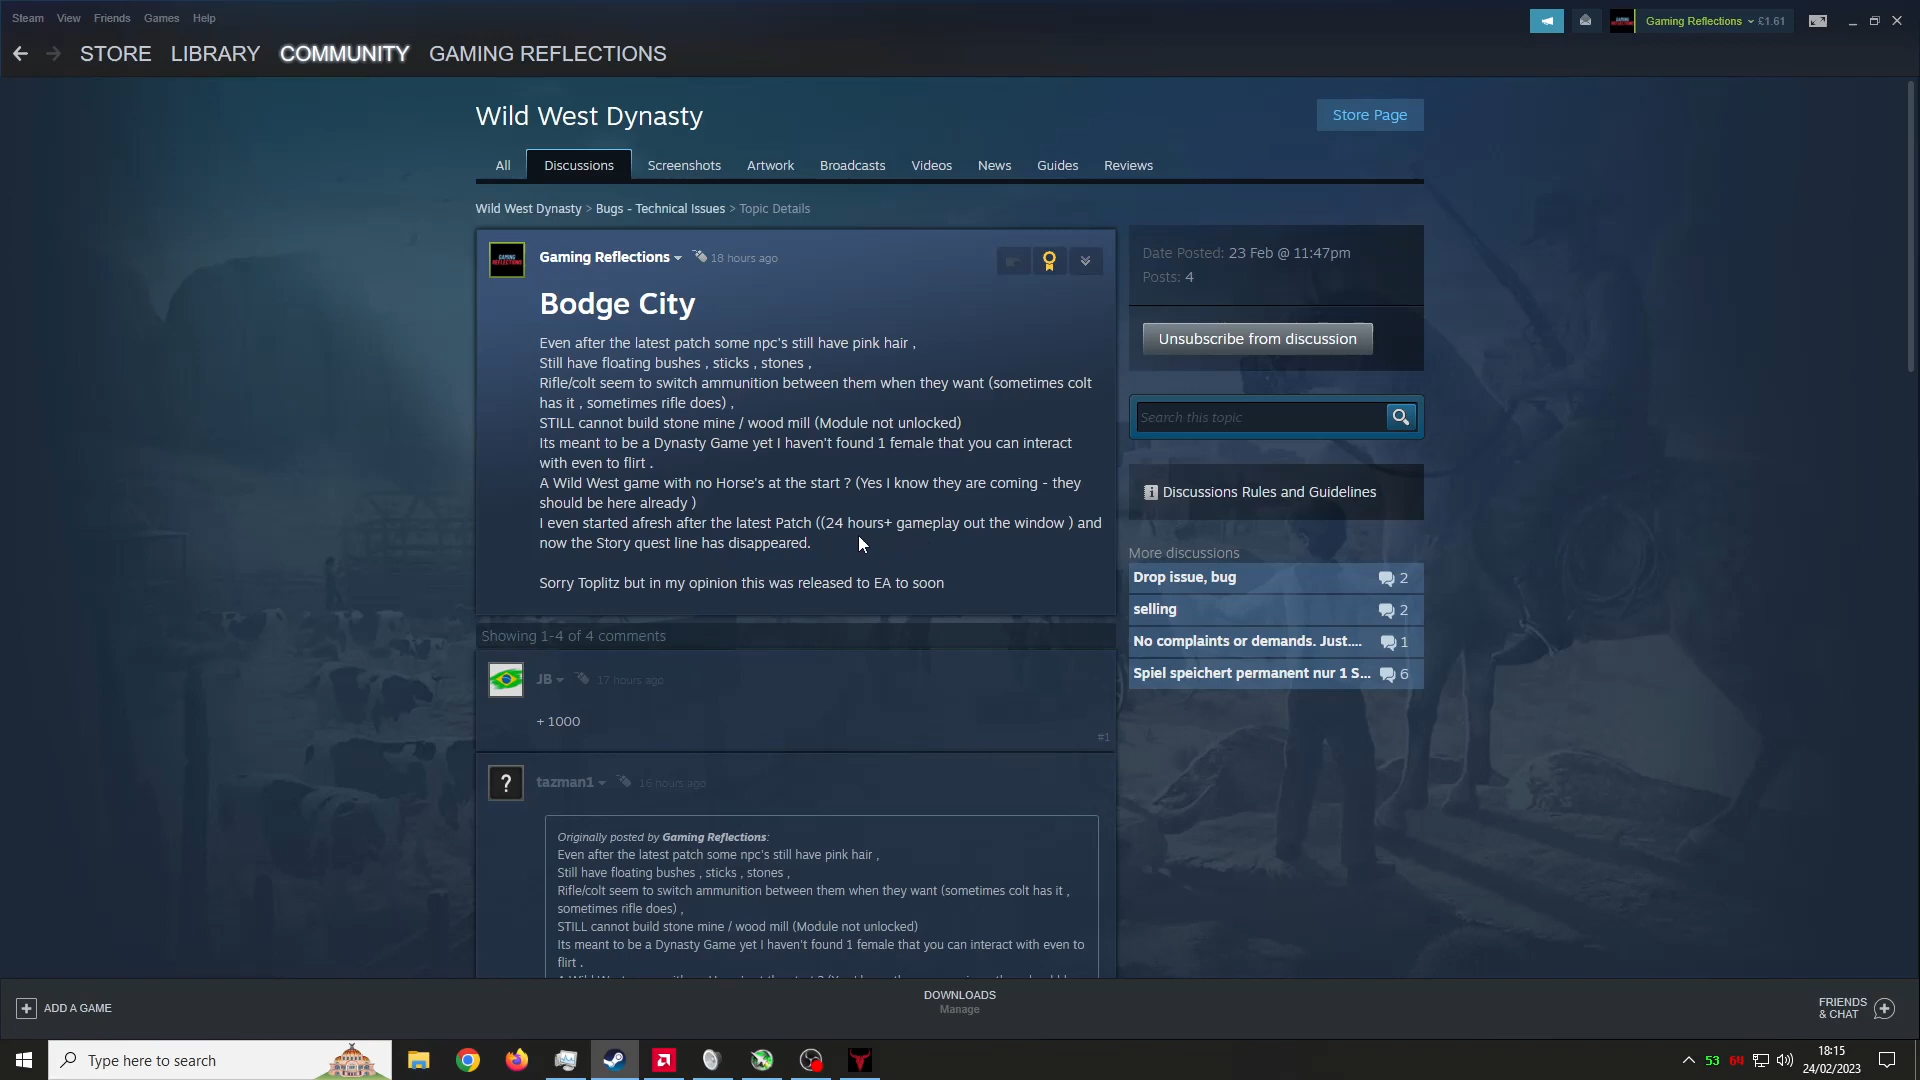 Steam View Friends Games Help
Gaming Reflections £1.61
STORE LIBRARY COMMUNITY GAMING REFLECTIONS
Wild West Dynasty
Store Page
All Discussions Screenshots Artwork Broadcasts Videos News Guides Reviews
Wild West Dynasty > Bugs - Technical Issues > Topic Details
GAMING REFLECTIONS
Gaming Reflections 18 hours ago
Bodge City
Even after the latest patch some npc's still have pink hair ,
Still have floating bushes , sticks , stones ,
Rifle/colt seem to switch ammunition between them when they want (sometimes colt
has it , sometimes rifle does) ,
STILL cannot build stone mine / wood mill (Module not unlocked)
Its meant to be a Dynasty Game yet I haven't found 1 female that you can interact
with even to flirt .
A Wild West game with no Horse's at the start ? (Yes I know they are coming - they
should be here already )
I even started afresh after the latest Patch ((24 hours+ gameplay out the window ) and
now the Story quest line has disappeared.
Sorry Toplitz but in my opinion this was released to EA to soon
Date Posted: 23 Feb @ 11:47pm
Posts: 4
Unsubscribe from discussion
Search this topic
Discussions Rules and Guidelines
More discussions
Drop issue, bug 2
selling 2
No complaints or demands. Just.... 1
Spiel speichert permanent nur 1 S... 6
Showing 1-4 of 4 comments
JB 17 hours ago
+ 1000
#1
? tazman1 16 hours ago
Originally posted by Gaming Reflections:
Even after the latest patch some npc's still have pink hair ,
Still have floating bushes , sticks , stones ,
Rifle/colt seem to switch ammunition between them when they want (sometimes colt has it ,
sometimes rifle does) ,
STILL cannot build stone mine / wood mill (Module not unlocked)
Its meant to be a Dynasty Game yet I haven't found 1 female that you can interact with even to
flirt .
ADD A GAME
DOWNLOADS
Manage
FRIENDS
& CHAT
Type here to search
53 64
18:15
24/02/2023